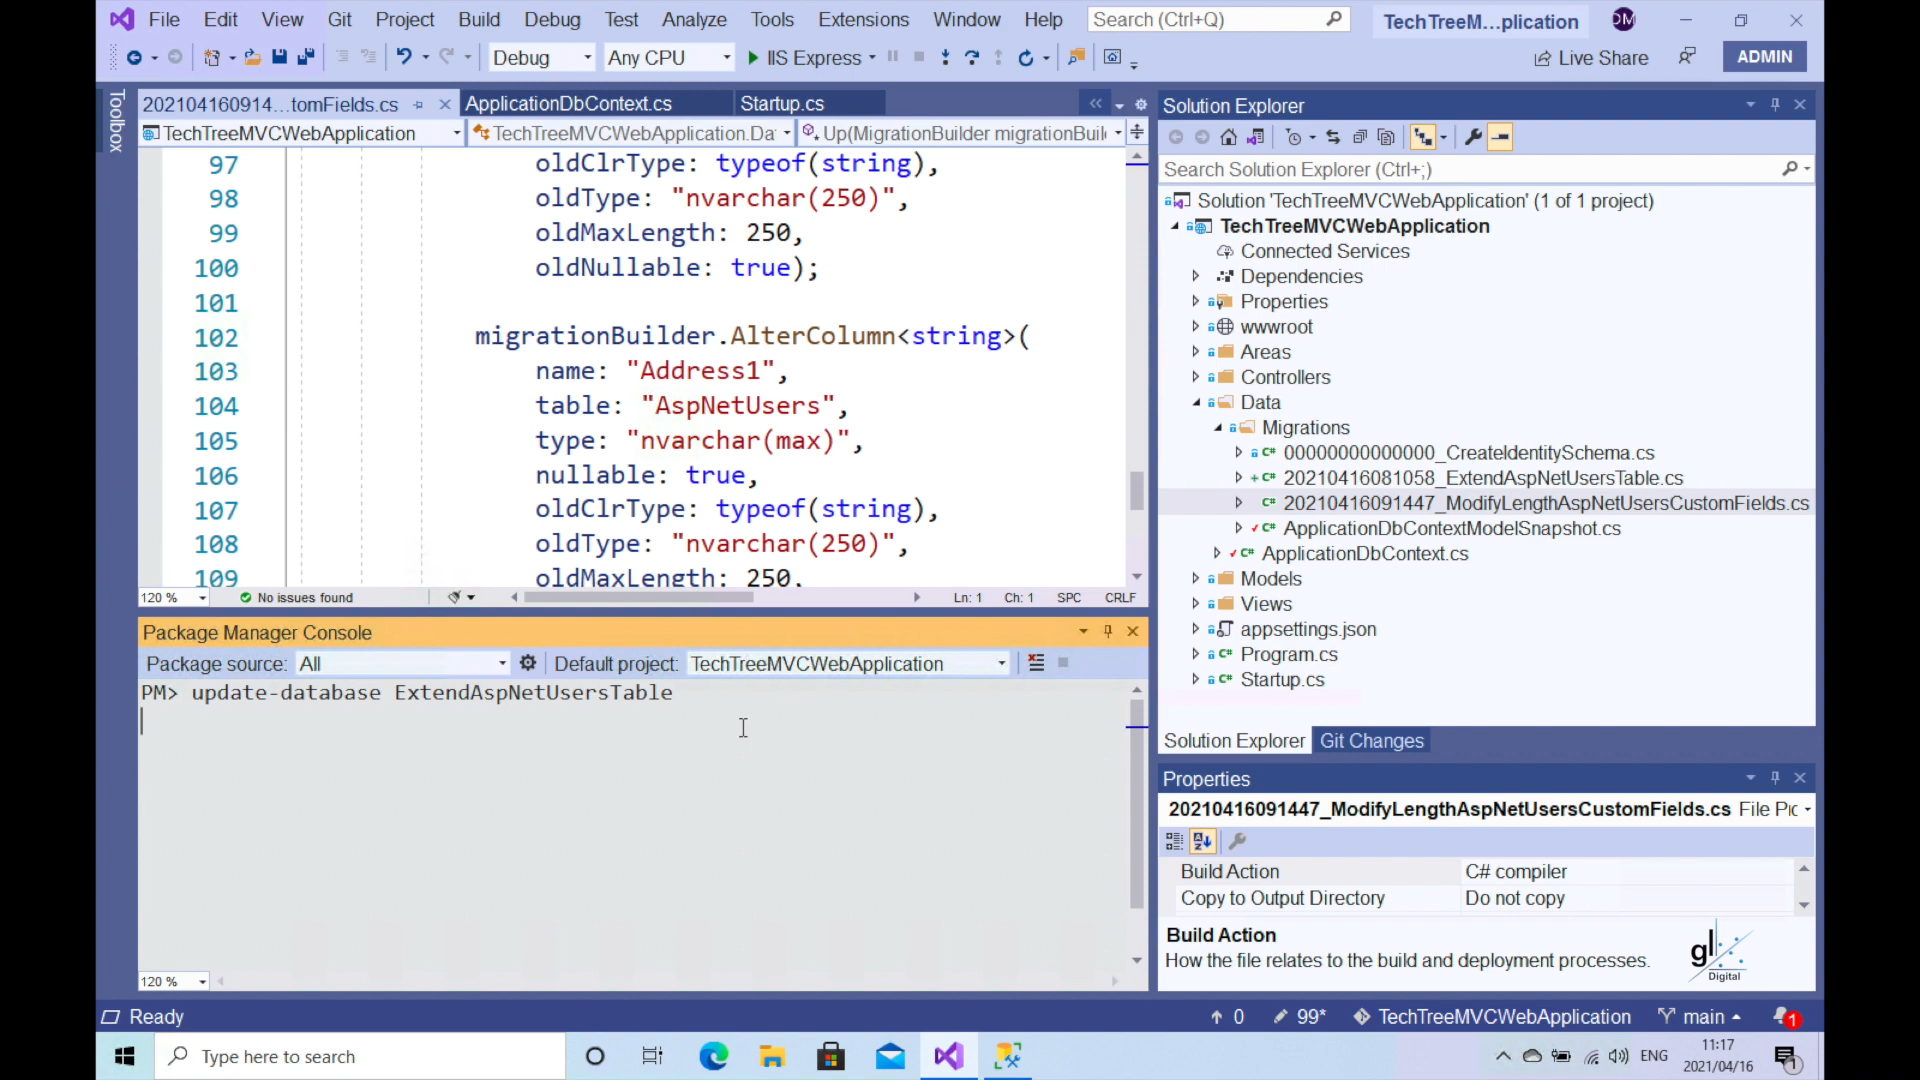 File Edit View Git Project Build Debug Test Analyze Tools Extensions Window Help Search (Ctrl+Q) TechTreeM...plication DM
Debug Any CPU IIS Express Live Share ADMIN
Toolbox
202104160914...tomFields.cs ApplicationDbContext.cs Startup.cs
TechTreeMVCWebApplication TechTreeMVCWebApplication.Da Up(MigrationBuilder migrationBuil
97 oldClrType: typeof(string),
98 oldType: "nvarchar(250)",
99 oldMaxLength: 250,
100 oldNullable: true);
101
102 migrationBuilder.AlterColumn<string>(
103 name: "Address1",
104 table: "AspNetUsers",
105 type: "nvarchar(max)",
106 nullable: true,
107 oldClrType: typeof(string),
108 oldType: "nvarchar(250)",
109 oldMaxLength: 250,
120 % No issues found Ln: 1 Ch: 1 SPC CRLF
Package Manager Console
Package source: All Default project: TechTreeMVCWebApplication
PM> update-database ExtendAspNetUsersTable
120 %
Solution Explorer
Search Solution Explorer (Ctrl+;)
Solution 'TechTreeMVCWebApplication' (1 of 1 project)
TechTreeMVCWebApplication
Connected Services
Dependencies
Properties
wwwroot
Areas
Controllers
Data
Migrations
C# 00000000000000_CreateIdentitySchema.cs
C# 20210416081058_ExtendAspNetUsersTable.cs
C# 20210416091447_ModifyLengthAspNetUsersCustomFields.cs
C# ApplicationDbContextModelSnapshot.cs
C# ApplicationDbContext.cs
Models
Views
appsettings.json
C# Program.cs
C# Startup.cs
Solution Explorer Git Changes
Properties
20210416091447_ModifyLengthAspNetUsersCustomFields.cs File Pro
Build Action C# compiler
Copy to Output Directory Do not copy
Build Action
How the file relates to the build and deployment processes.
gl Digital
Ready 0 99* TechTreeMVCWebApplication main 1
Type here to search ENG 11:17 2021/04/16 1